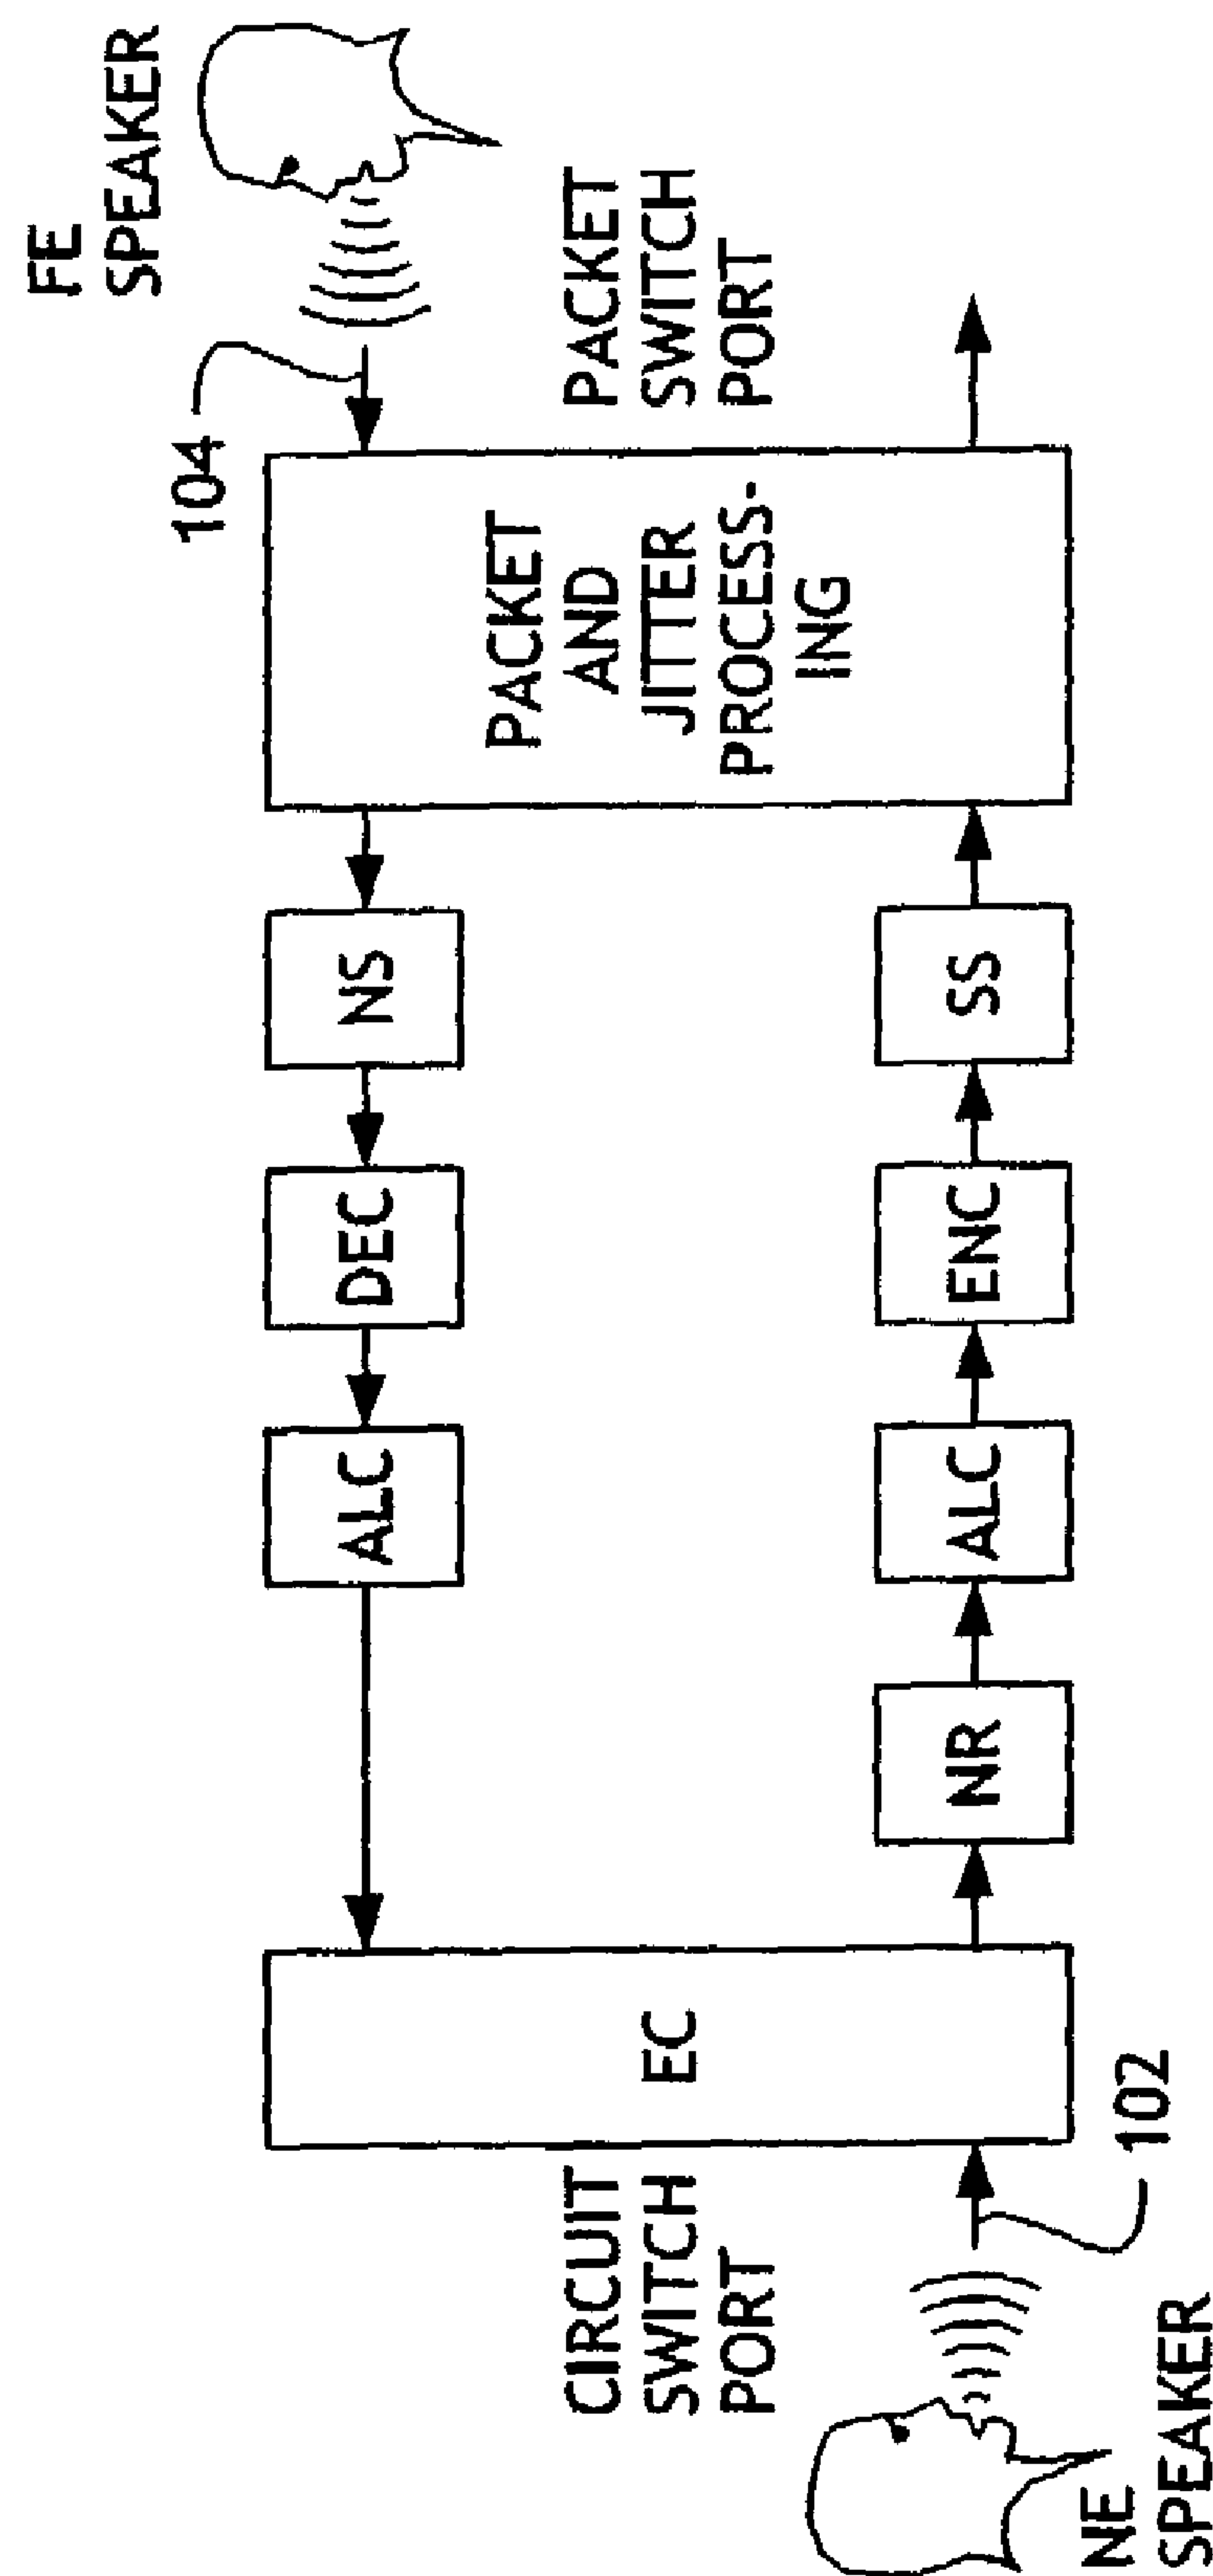 FE
SPEAKER
104
PACKET
SWITCH
PORT
NS
DEC
ALC
PACKET
AND
JITTER
PROCESS-
ING
EC
CIRCUIT
SWITCH
PORT
NR
ALC
ENC
SS
102
NE
SPEAKER